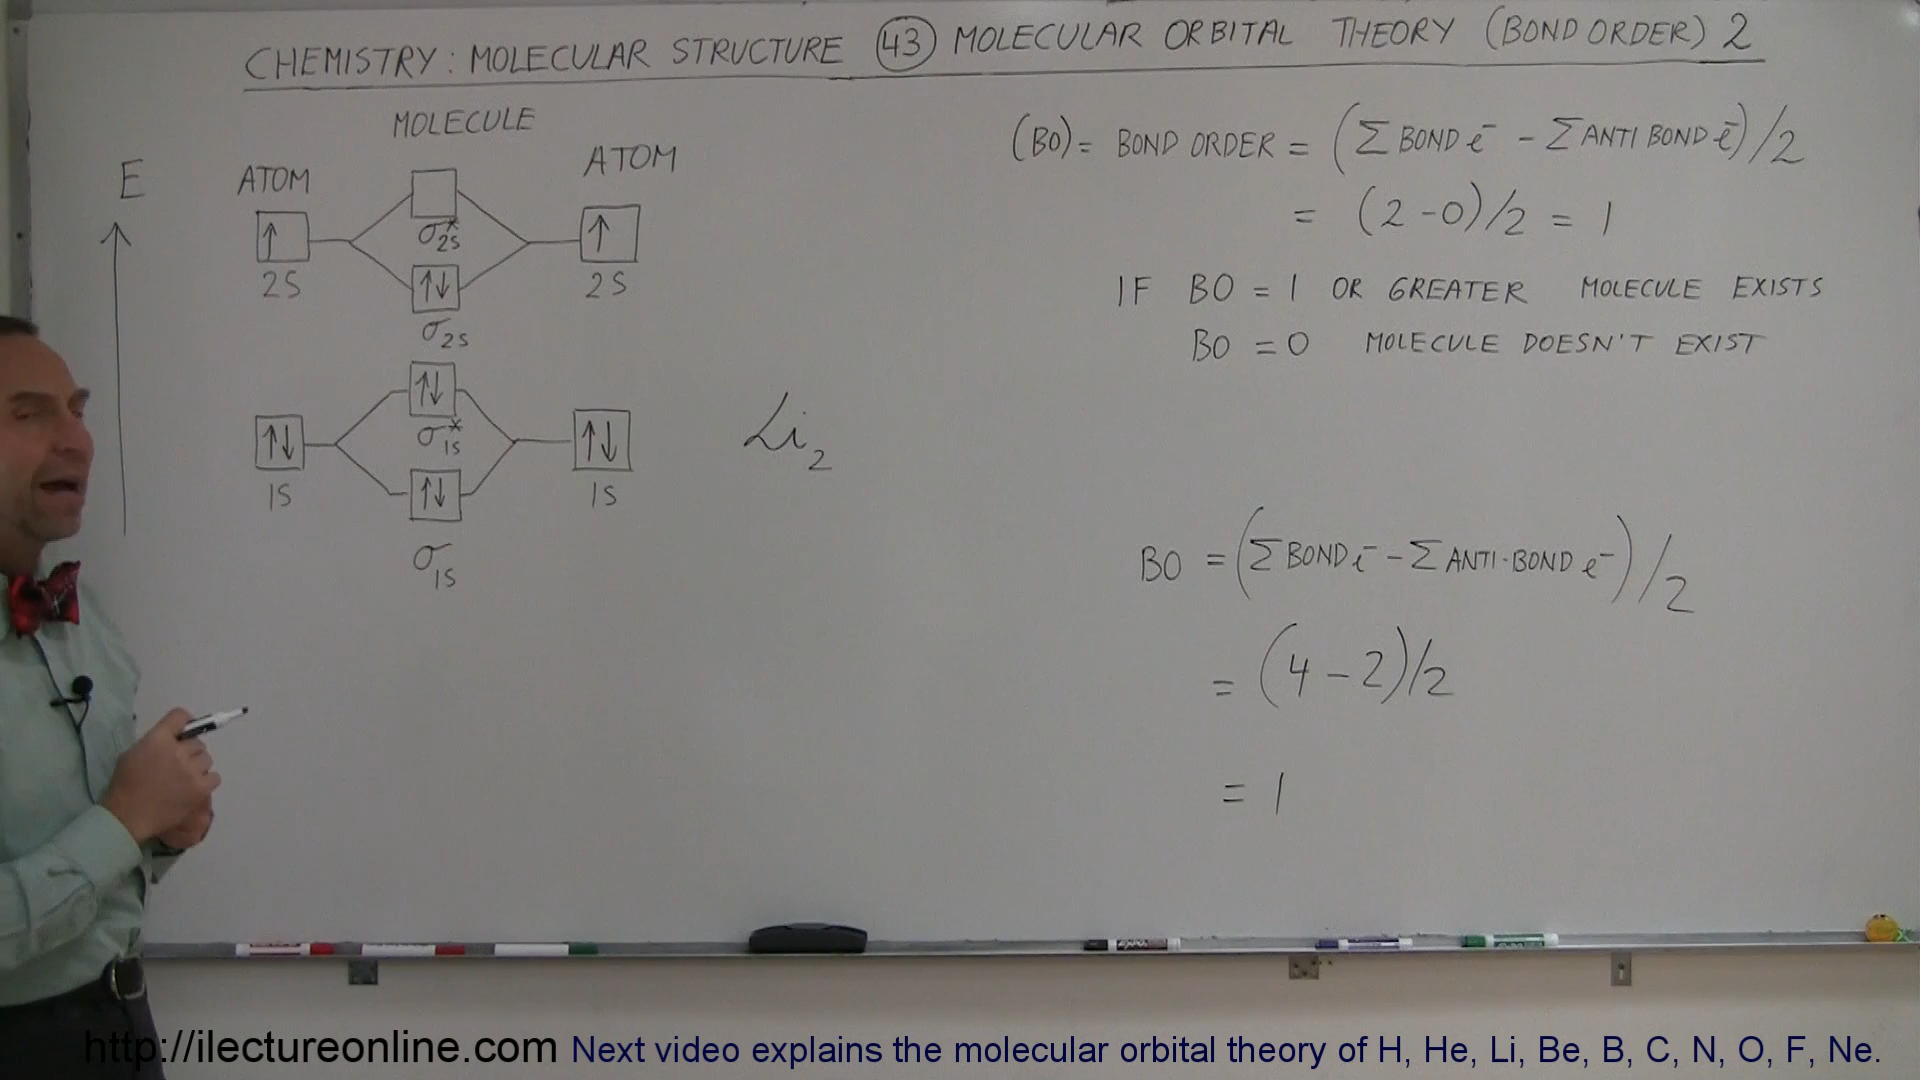 CHEMISTRY: MOLECULAR STRUCTURE 43 MOLECULAR ORBITAL THEORY (BOND ORDER) 2
MOLECULE
E
ATOM
ATOM
↑
↑
σ*2S
2S
2S
↑↓
σ2S
↑↓
σ*1S
↑↓
↑↓
1S
1S
↑↓
σ1S
Li2
(BO) = BOND ORDER = (Σ BOND e⁻ - Σ ANTI BOND e⁻)/2
= (2 - 0)/2 = 1
IF BO = 1 OR GREATER MOLECULE EXISTS
BO = 0 MOLECULE DOESN'T EXIST
BO = (Σ BOND e⁻ - Σ ANTI-BOND e⁻)/2
= (4 - 2)/2
= 1
http://ilectureonline.com Next video explains the molecular orbital theory of H, He, Li, Be, B, C, N, O, F, Ne.